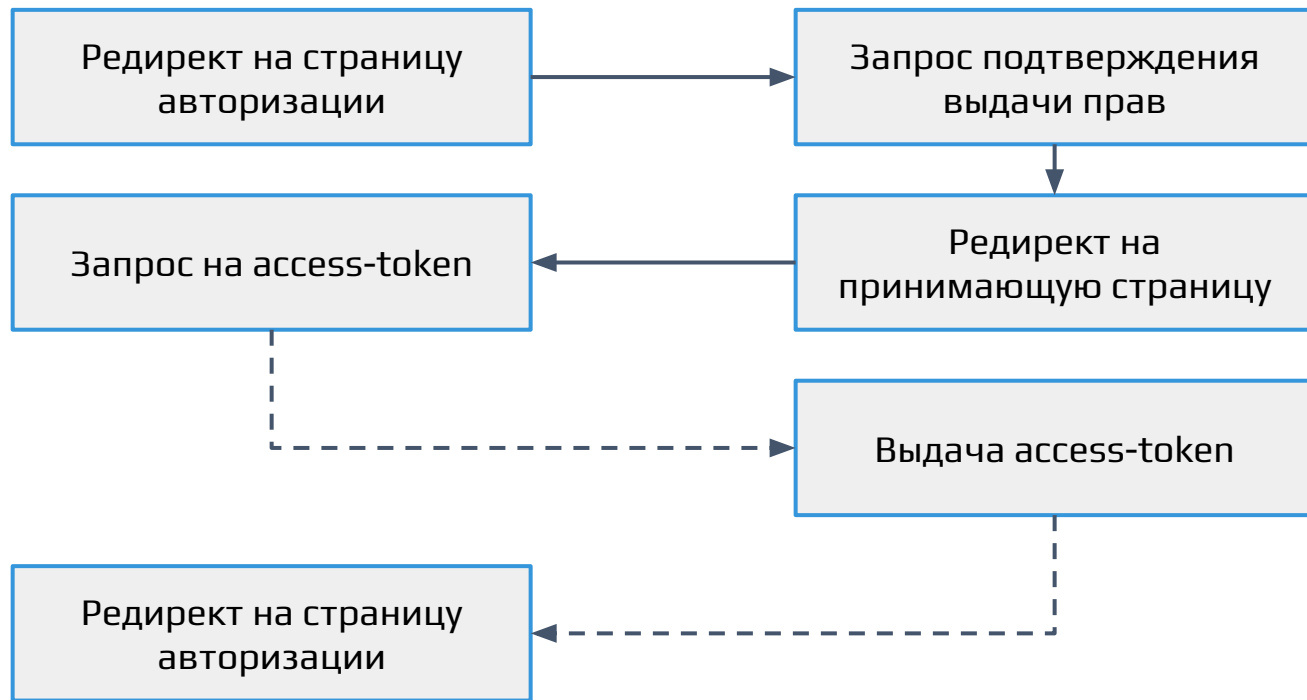 Редирект на страницу
авторизации
Запрос подтверждения
выдачи прав
Запрос на access-token
Редирект на
принимающую страницу
Выдача access-token
Редирект на страницу
авторизации